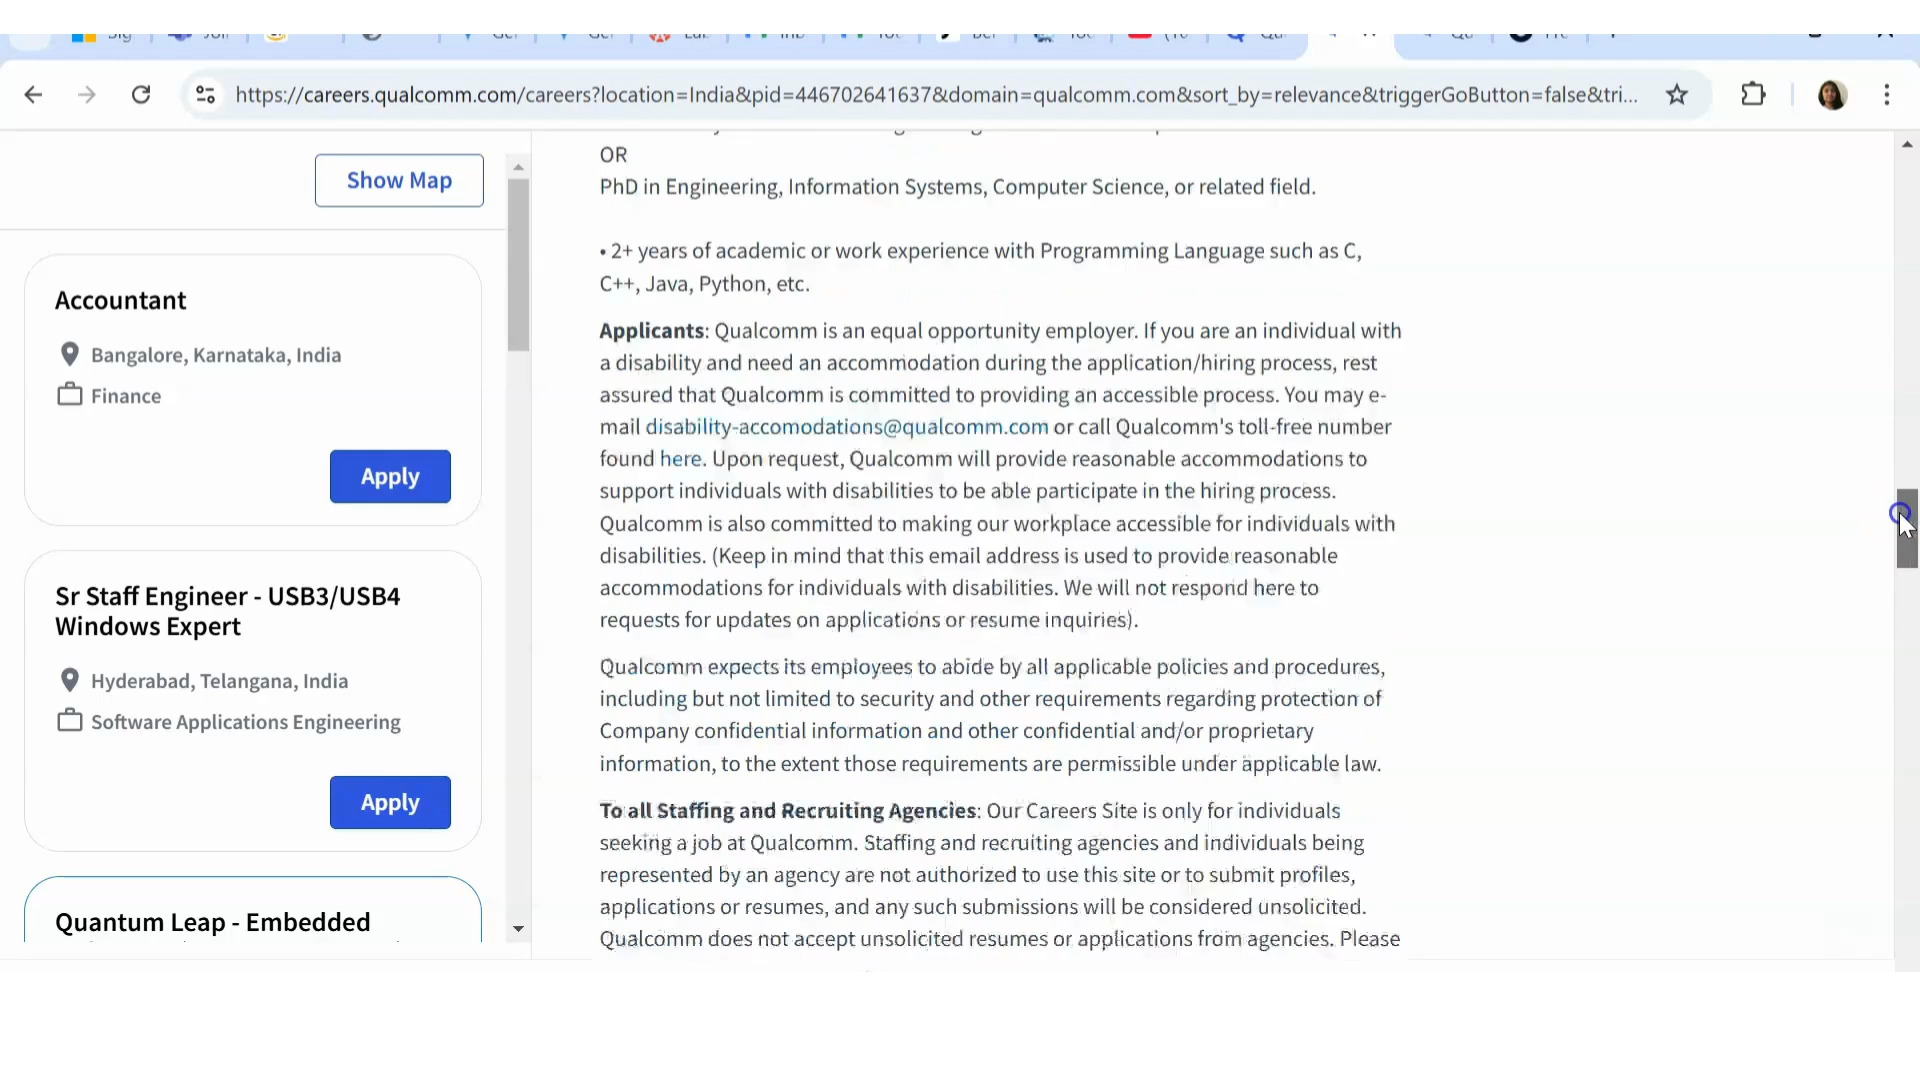 https://careers.qualcomm.com/careers?location=India&pid=446702641637&domain=qualcomm.com&sort_by=relevance&triggerGoButton=false&tri...
Show Map
Accountant
Bangalore, Karnataka, India
Finance
Apply
Sr Staff Engineer - USB3/USB4
Windows Expert
Hyderabad, Telangana, India
Software Applications Engineering
Apply
Quantum Leap - Embedded
OR
PhD in Engineering, Information Systems, Computer Science, or related field.
• 2+ years of academic or work experience with Programming Language such as C,
C++, Java, Python, etc.
Applicants: Qualcomm is an equal opportunity employer. If you are an individual with
a disability and need an accommodation during the application/hiring process, rest
assured that Qualcomm is committed to providing an accessible process. You may e-
mail disability-accomodations@qualcomm.com or call Qualcomm's toll-free number
found here. Upon request, Qualcomm will provide reasonable accommodations to
support individuals with disabilities to be able participate in the hiring process.
Qualcomm is also committed to making our workplace accessible for individuals with
disabilities. (Keep in mind that this email address is used to provide reasonable
accommodations for individuals with disabilities. We will not respond here to
requests for updates on applications or resume inquiries).
Qualcomm expects its employees to abide by all applicable policies and procedures,
including but not limited to security and other requirements regarding protection of
Company confidential information and other confidential and/or proprietary
information, to the extent those requirements are permissible under applicable law.
To all Staffing and Recruiting Agencies: Our Careers Site is only for individuals
seeking a job at Qualcomm. Staffing and recruiting agencies and individuals being
represented by an agency are not authorized to use this site or to submit profiles,
applications or resumes, and any such submissions will be considered unsolicited.
Qualcomm does not accept unsolicited resumes or applications from agencies. Please